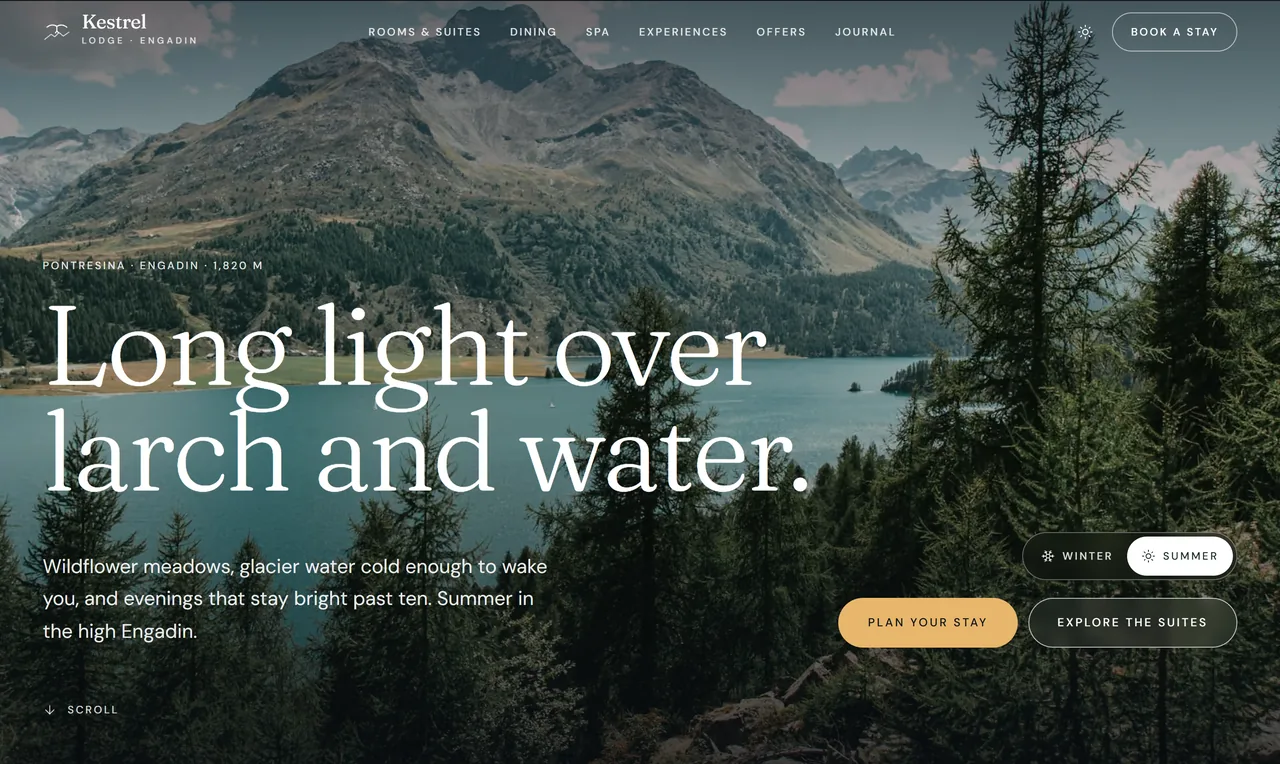 Kestrel
LODGE · ENGADIN
ROOMS & SUITES
DINING
SPA
EXPERIENCES
OFFERS
JOURNAL
BOOK A STAY
PONTRESINA · ENGADIN · 1,820 M
Long light over
larch and water.
Wildflower meadows, glacier water cold enough to wake
you, and evenings that stay bright past ten. Summer in
the high Engadin.
WINTER
SUMMER
PLAN YOUR STAY
EXPLORE THE SUITES
SCROLL